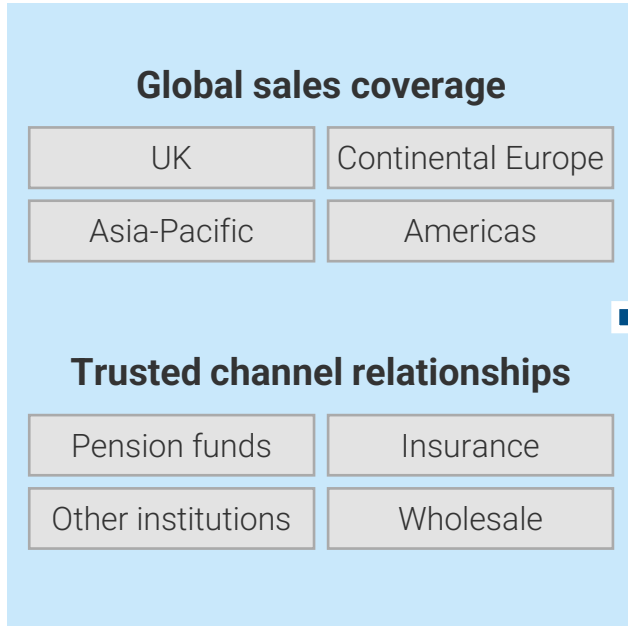 Global sales coverage
UK
Continental Europe
Asia-Pacific
Americas
Trusted channel relationships
Pension funds
Insurance
Other institutions
Wholesale